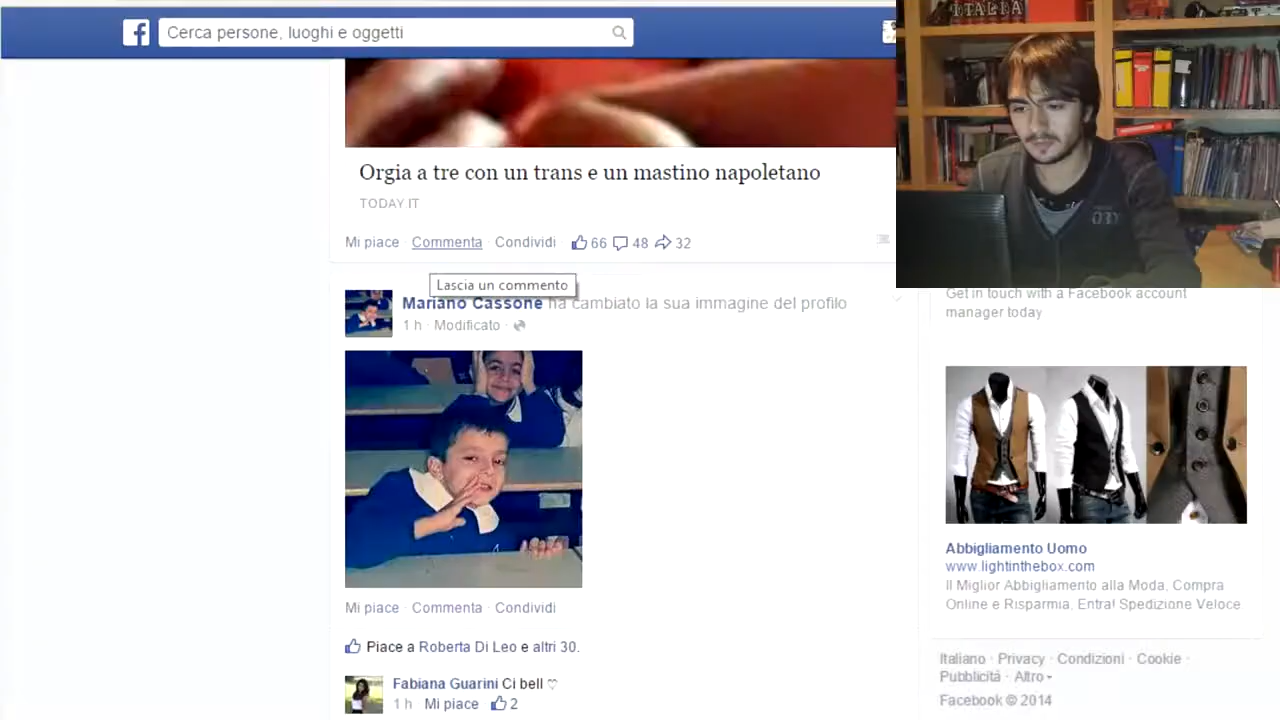 Cerca persone, luoghi e oggetti
ITALDA
Orgia a tre con un trans e un mastino napoletano
TODAY IT
Mi piace Commenta · Condividi 66 48 32
Lascia un commento
Mariano Cassone ha cambiato la sua immagine del profilo
1 h · Modificato ·
Mi piace · Commenta · Condividi
Piace a Roberta Di Leo e altri 30.
Fabiana Guarini Ci bell ♡
1 h Mi piace 2
Get in touch with a Facebook account
manager today
Abbigliamento Uomo
www.lightinthebox.com
Il Miglior Abbigliamento alla Moda, Compra
Online e Risparmia, Entra! Spedizione Veloce
Italiano · Privacy · Condizioni · Cookie ·
Pubblicità · Altro
Facebook © 2014